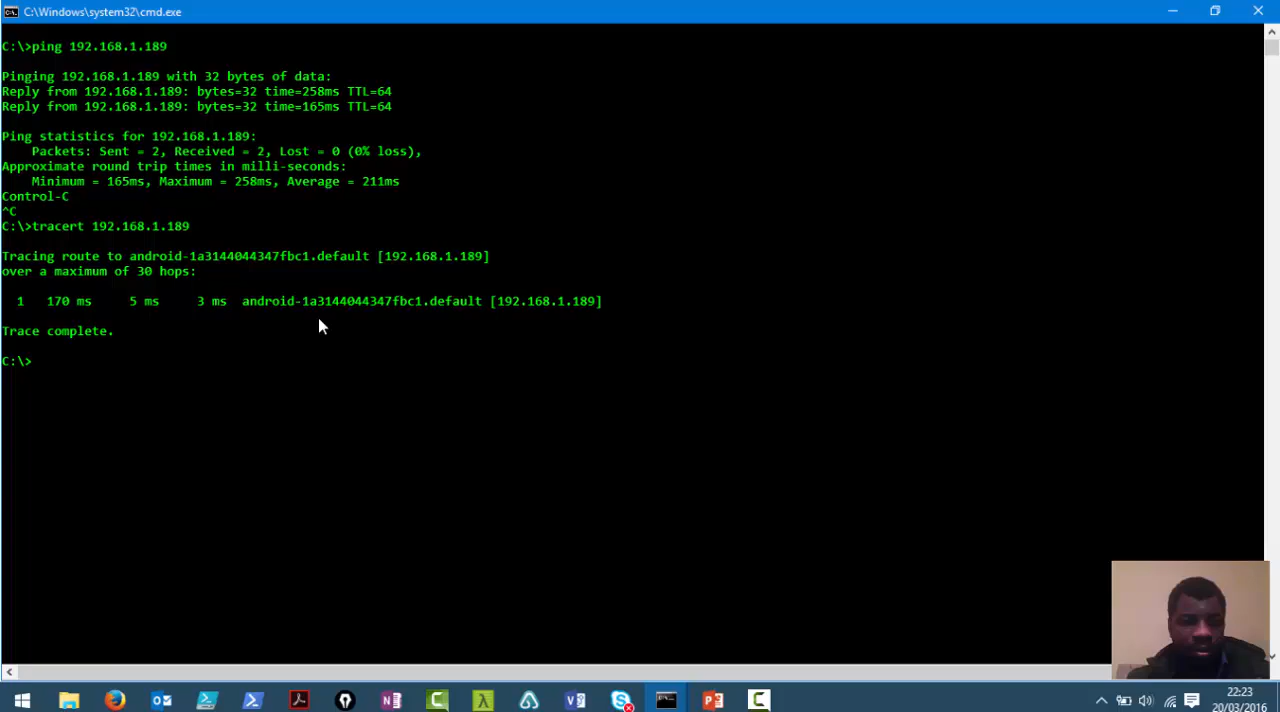 C:\Windows\system32\cmd.exe
C:\>ping 192.168.1.189
Pinging 192.168.1.189 with 32 bytes of data:
Reply from 192.168.1.189: bytes=32 time=258ms TTL=64
Reply from 192.168.1.189: bytes=32 time=165ms TTL=64
Ping statistics for 192.168.1.189:
Packets: Sent = 2, Received = 2, Lost = 0 (0% loss),
Approximate round trip times in milli-seconds:
Minimum = 165ms, Maximum = 258ms, Average = 211ms
Control-C
^C
C:\>tracert 192.168.1.189
Tracing route to android-1a3144044347fbc1.default [192.168.1.189]
over a maximum of 30 hops:
1 170 ms 5 ms 3 ms android-1a3144044347fbc1.default [192.168.1.189]
Trace complete.
C:\>
22:23
20/03/2016